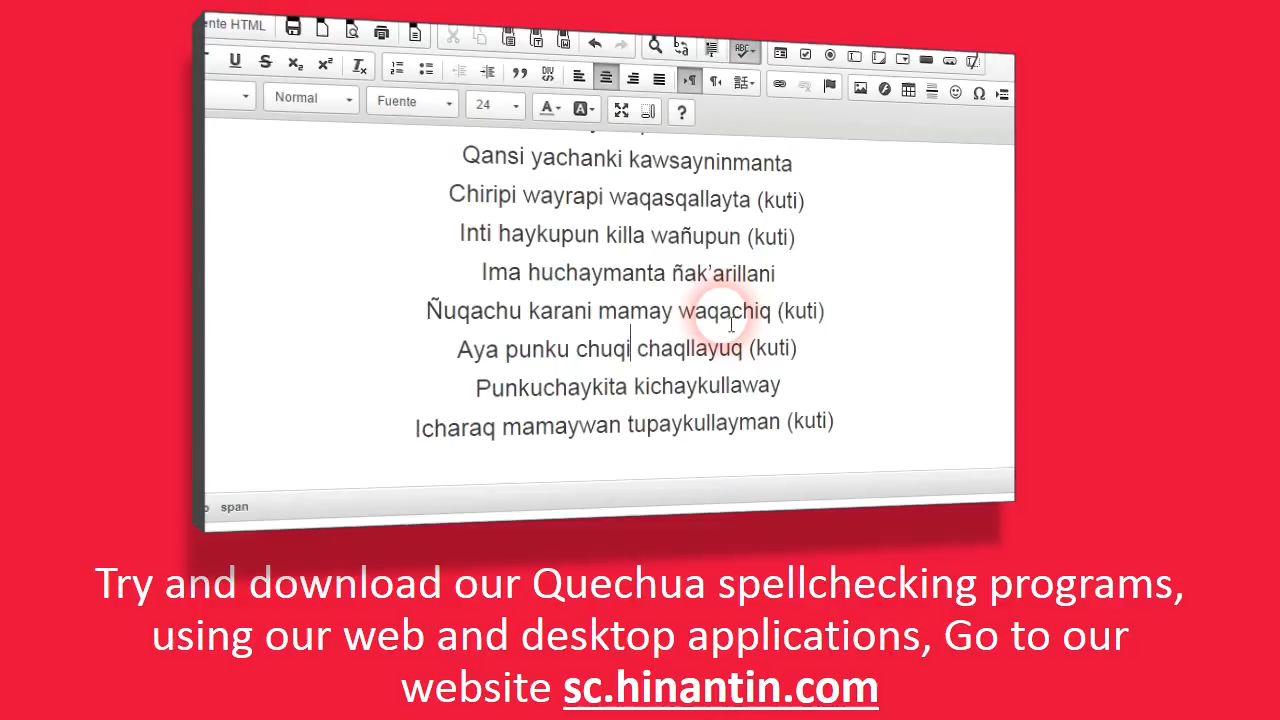 ente HTML
Normal Fuente 24
Qansi yachanki kawsayninmanta
Chiripi wayrapi waqasqallayta (kuti)
Inti haykupun killa wañupun (kuti)
Ima huchaymanta ñak'arillani
Ñuqachu karani mamay waqachiq (kuti)
Aya punku chuqi chaqllayuq (kuti)
Punkuchaykita kichaykullaway
Icharaq mamaywan tupaykullayman (kuti)
span
Try and download our Quechua spellchecking programs,
using our web and desktop applications, Go to our
website sc.hinantin.com